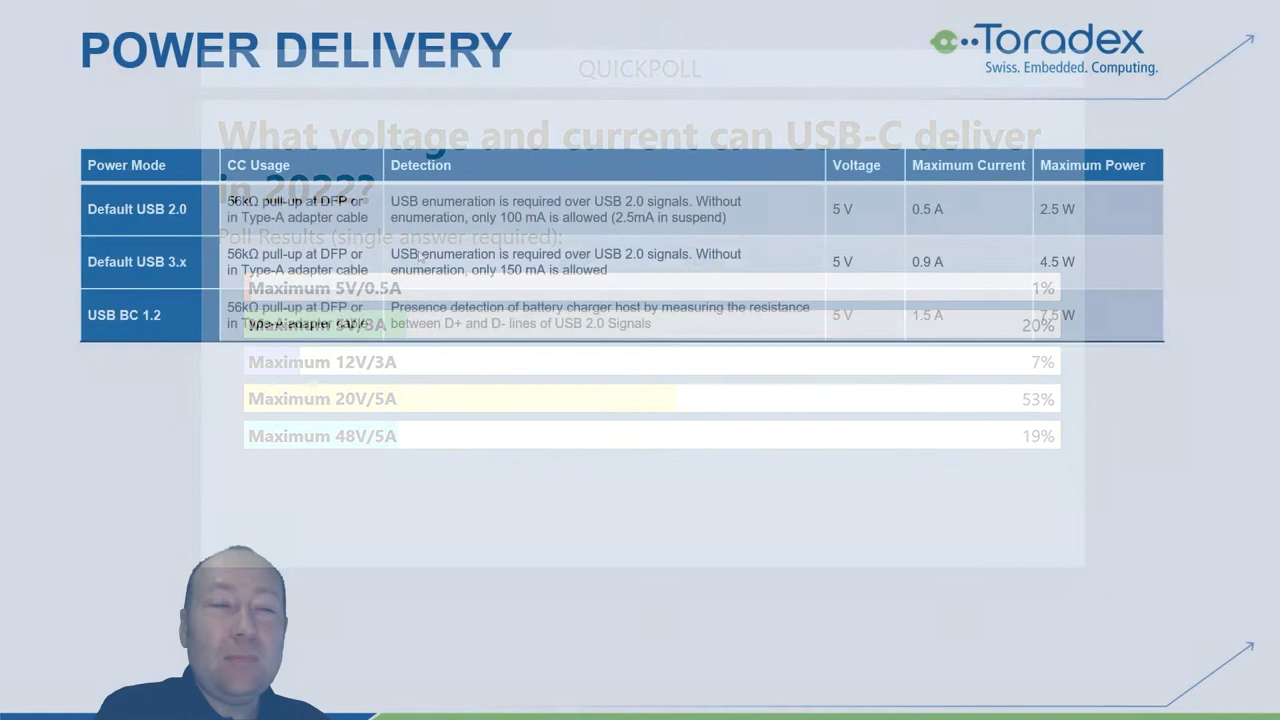 POWER DELIVERY
Toradex
Swiss. Embedded. Computing.
QUICKPOLL
What voltage and current can USB-C deliver
in 2022?
Poll Results (single answer required):
Maximum 5V/0.5A 1%
Maximum 5V/3A 20%
Maximum 12V/3A 7%
Maximum 20V/5A 53%
Maximum 48V/5A 19%
Power Mode CC Usage Detection Voltage Maximum Current Maximum Power
Default USB 2.0 56kΩ pull-up at DFP or USB enumeration is required over USB 2.0 signals. Without 5 V 0.5 A 2.5 W
in Type-A adapter cable enumeration, only 100 mA is allowed (2.5mA in suspend)
Default USB 3.x 56kΩ pull-up at DFP or USB enumeration is required over USB 2.0 signals. Without 5 V 0.9 A 4.5 W
in Type-A adapter cable enumeration, only 150 mA is allowed
USB BC 1.2 56kΩ pull-up at DFP or Presence detection of battery charger host by measuring the resistance 5 V 1.5 A 7.5 W
in Type-A adapter cable between D+ and D- lines of USB 2.0 Signals